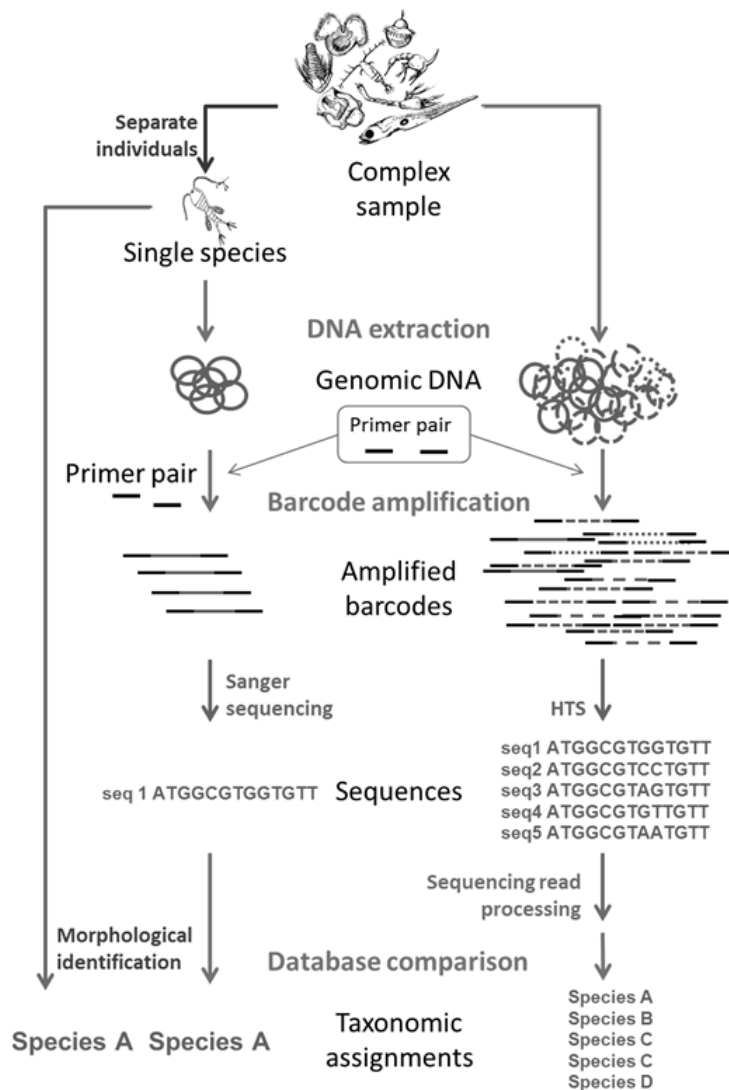 Separate
individuals
Complex
sample
Single species
DNA extraction
Genomic DNA
Primer pair
Primer pair
Barcode amplification
Amplified
barcodes
Sanger
sequencing
HTS
seq 1 ATGGCGTGGTGTT
Sequences
seq1 ATGGCGTGGTGTT
seq2 ATGGCGTCCTGTT
seq3 ATGGCGTAGTGTT
seq4 ATGGCGTGTTGTT
seq5 ATGGCGTAATGTT
Sequencing read
processing
Morphological
identification
Database comparison
Species A Species A
Taxonomic
assignments
Species A
Species B
Species C
Species C
Species D